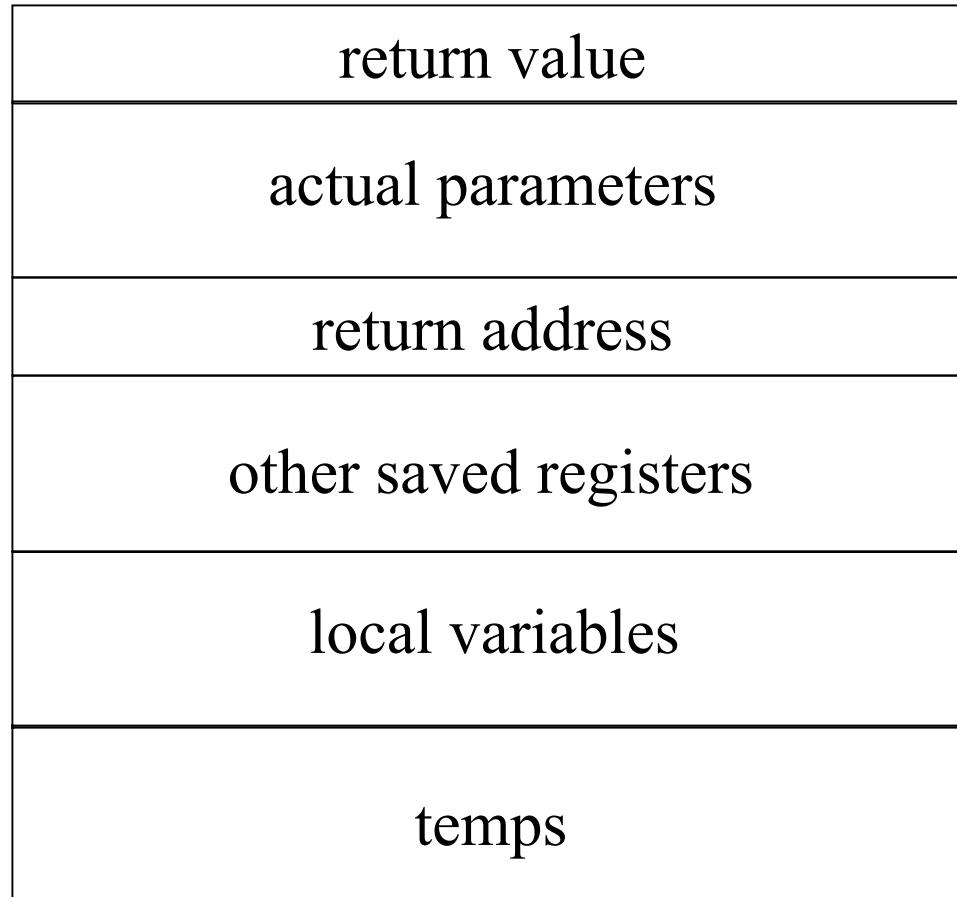 return value
actual parameters
return address
other saved registers
local variables
temps